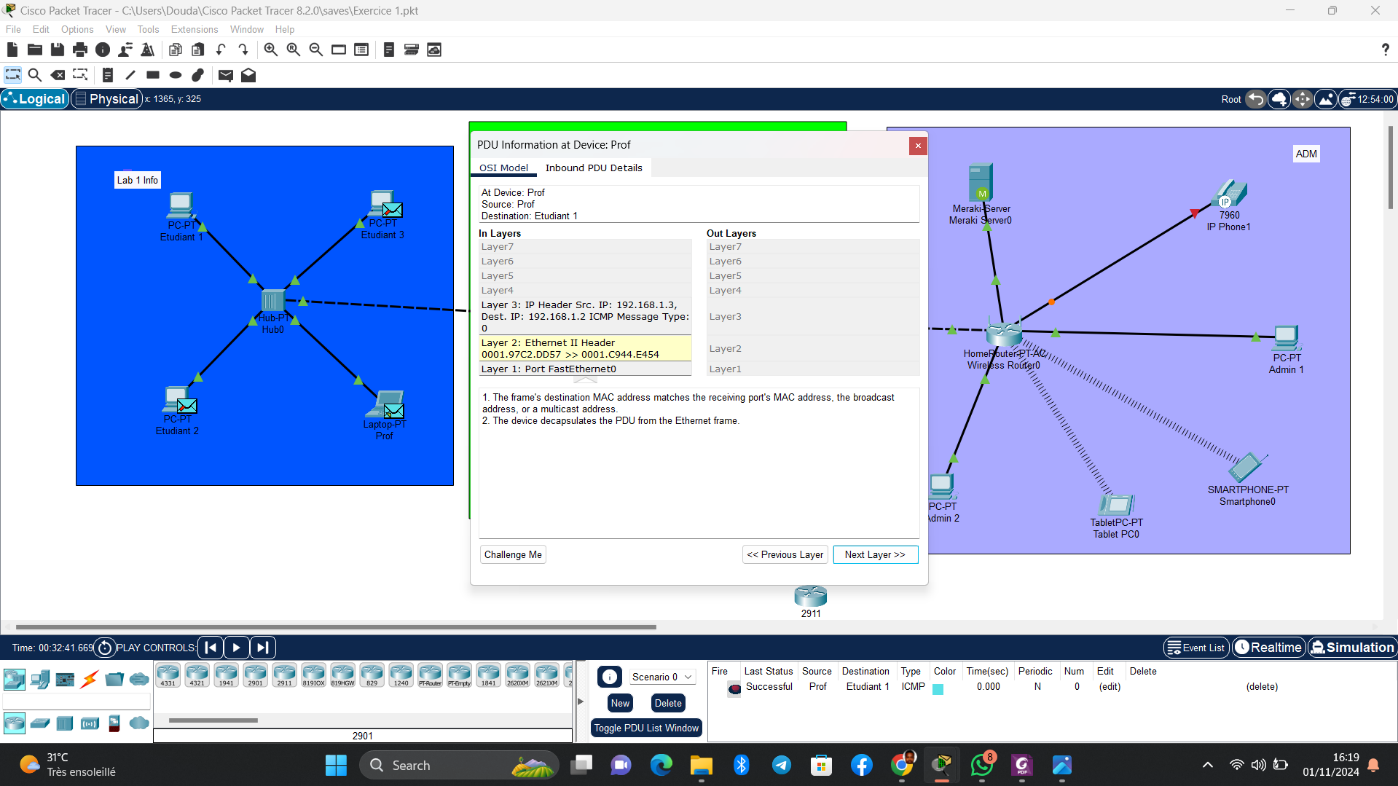 Cisco Packet Tracer - C:\Users\Douda\Cisco Packet Tracer 8.2.0\saves\Exercice 1.pkt
File Edit Options View Tools Extensions Window Help
?
Logical Physical x: 1365, y: 325 Root 12:54:00
Lab 1 Info
PC-PT
Etudiant 1
PC-PT
Etudiant 3
Hub-PT
Hub0
PC-PT
Etudiant 2
Laptop-PT
Prof
PDU Information at Device: Prof
OSI Model Inbound PDU Details
At Device: Prof
Source: Prof
Destination: Etudiant 1
In Layers Out Layers
Layer7 Layer7
Layer6 Layer6
Layer5 Layer5
Layer4 Layer4
Layer 3: IP Header Src. IP: 192.168.1.3,
Dest. IP: 192.168.1.2 ICMP Message Type: Layer3
0
Layer 2: Ethernet II Header
0001.97C2.DD57 >> 0001.C944.E454 Layer2
Layer 1: Port FastEthernet0 Layer1
1. The frame's destination MAC address matches the receiving port's MAC address, the broadcast
address, or a multicast address.
2. The device decapsulates the PDU from the Ethernet frame.
Challenge Me << Previous Layer Next Layer >>
ADM
M
Meraki-Server
Meraki Server0
IP
7960
IP Phone1
HomeRouter-PT-AC
Wireless Router0
PC-PT
Admin 1
PC-PT
Admin 2
SMARTPHONE-PT
Smartphone0
TabletPC-PT
Tablet PC0
2911
Time: 00:32:41.669 PLAY CONTROLS: Event List Realtime Simulation
4331 4321 1941 2901 2911 819IOX 819HGW 829 1240 PT-Router PT-Empty 1841 2620XM 2621XM
2901
Scenario 0
New Delete
Toggle PDU List Window
Fire Last Status Source Destination Type Color Time(sec) Periodic Num Edit Delete
Successful Prof Etudiant 1 ICMP 0.000 N 0 (edit) (delete)
31°C
Très ensoleillé
Search
8
16:19
01/11/2024